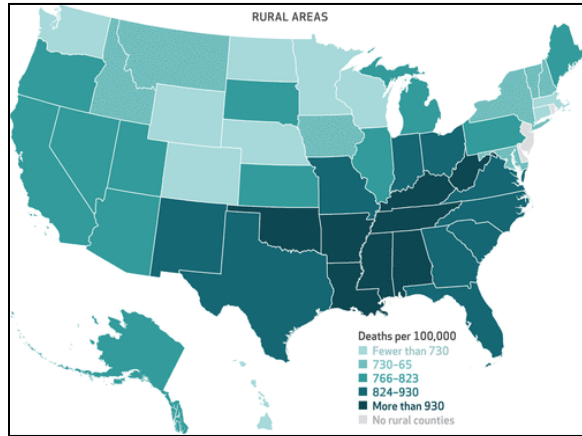 RURAL AREAS
Deaths per 100,000
Fewer than 730
730–65
766–823
824–930
More than 930
No rural counties